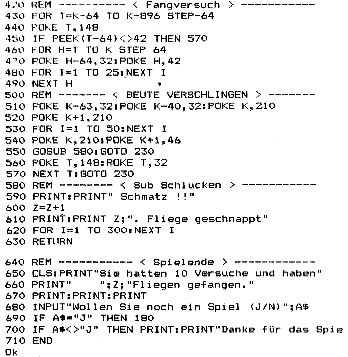 420 REM ----------- < Fangversuch > -----------
430 FOR T=K-64 TO K-896 STEP-64
440 POKE T,148
450 IF PEEK(T-64)<>42 THEN 570
460 FOR H=T TO K STEP 64
470 POKE H-64,32:POKE H,42
480 FOR I=1 TO 25:NEXT I
490 NEXT H
500 REM ------- < BEUTE VERSCHLINGEN > -------
510 POKE K-63,32:POKE K-40,32:POKE K,210
520 POKE K+1,210
530 FOR I=1 TO 50:NEXT I
540 POKE K,210:POKE K+1,46
550 GOSUB 580:GOTO 230
560 POKE T,148:POKE T,32
570 NEXT T:GOTO 230
580 REM --------- < Sub Schlucken > -----------
590 PRINT:PRINT" Schmatz !!"
600 Z=Z+1
610 PRINT:PRINT Z;". Fliege geschnappt"
620 FOR I=1 TO 300:NEXT I
630 RETURN
640 REM ----------- < Spielende > ------------
650 CLS:PRINT"Sie hatten 10 Versuche und haben"
660 PRINT"    ";Z;"Fliegen gefangen."
670 PRINT:PRINT:PRINT
680 INPUT"Wollen Sie noch ein Spiel (J/N)";A$
690 IF A$="J" THEN 180
700 IF A$<>"J" THEN PRINT:PRINT"Danke für das Spie
710 END
Ok